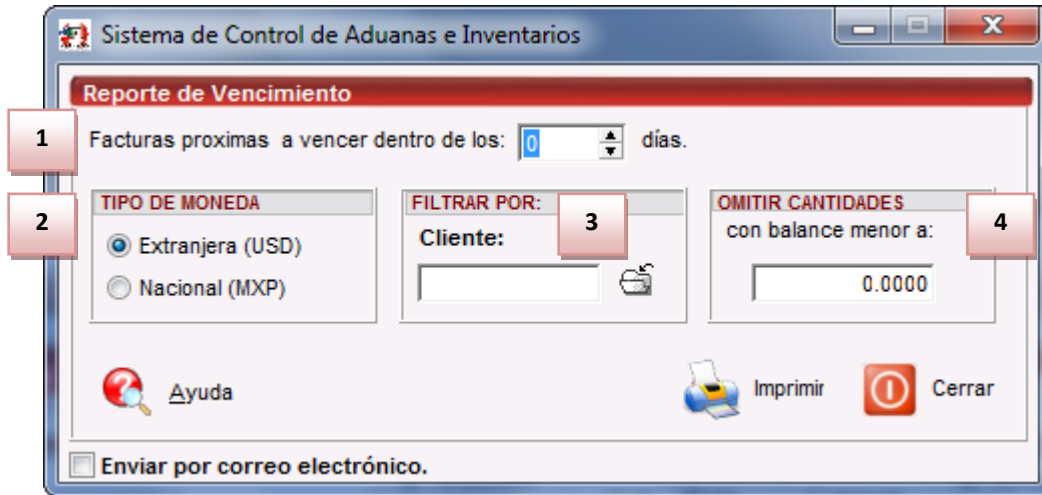 Sistema de Control de Aduanas e Inventarios
Reporte de Vencimiento
1
Facturas proximas a vencer dentro de los: 0 días.
2
TIPO DE MONEDA
Extranjera (USD)
Nacional (MXP)
FILTRAR POR:
3
Cliente:
OMITIR CANTIDADES
4
con balance menor a:
0.0000
Ayuda
Imprimir
Cerrar
Enviar por correo electrónico.